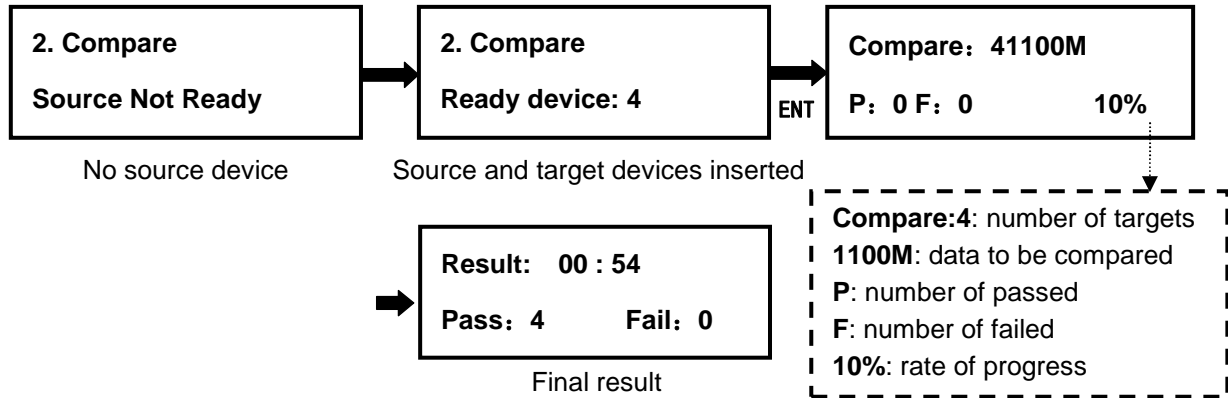 2. Compare
Source Not Ready
No source device
2. Compare
Ready device: 4
Source and target devices inserted
ENT
Compare：41100M
P：0 F：0 10%
Compare:4: number of targets
1100M: data to be compared
P: number of passed
F: number of failed
10%: rate of progress
Result: 00 : 54
Pass：4 Fail：0
Final result